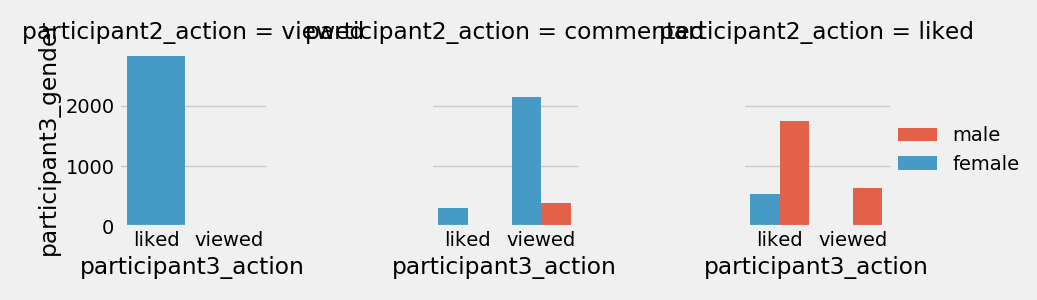 participant2_action = viewed
participant2_action = commented
participant2_action = liked
participant3_gender
2000
1000
0
liked viewed
liked viewed
liked viewed
participant3_action
participant3_action
participant3_action
male
female